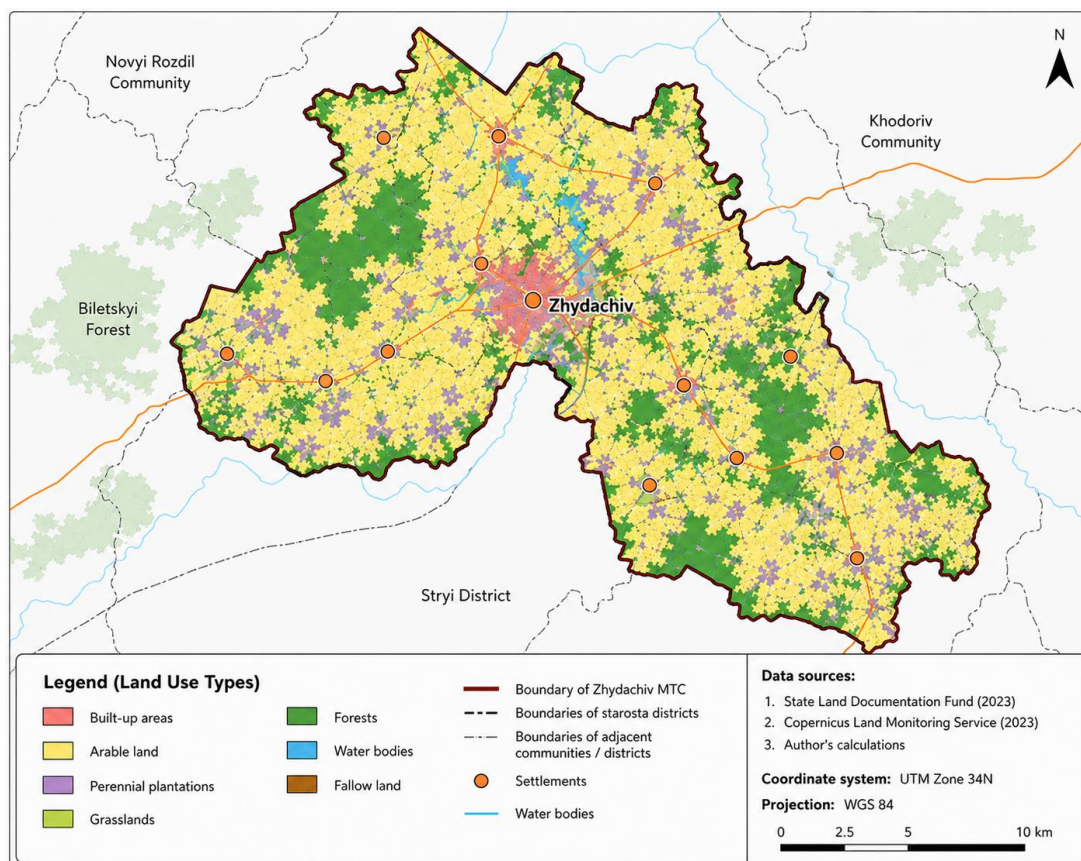 Novyi Rozdil
Community
N
Khodoriv
Community
Biletskyi
Forest
Zhydachiv
Stryi District
Legend (Land Use Types)
Built-up areas
Arable land
Perennial plantations
Grasslands
Forests
Water bodies
Fallow land
Boundary of Zhydachiv MTC
Boundaries of starosta districts
Boundaries of adjacent
communities / districts
Settlements
Water bodies
Data sources:
1. State Land Documentation Fund (2023)
2. Copernicus Land Monitoring Service (2023)
3. Author's calculations
Coordinate system: UTM Zone 34N
Projection: WGS 84
0 2.5 5 10 km